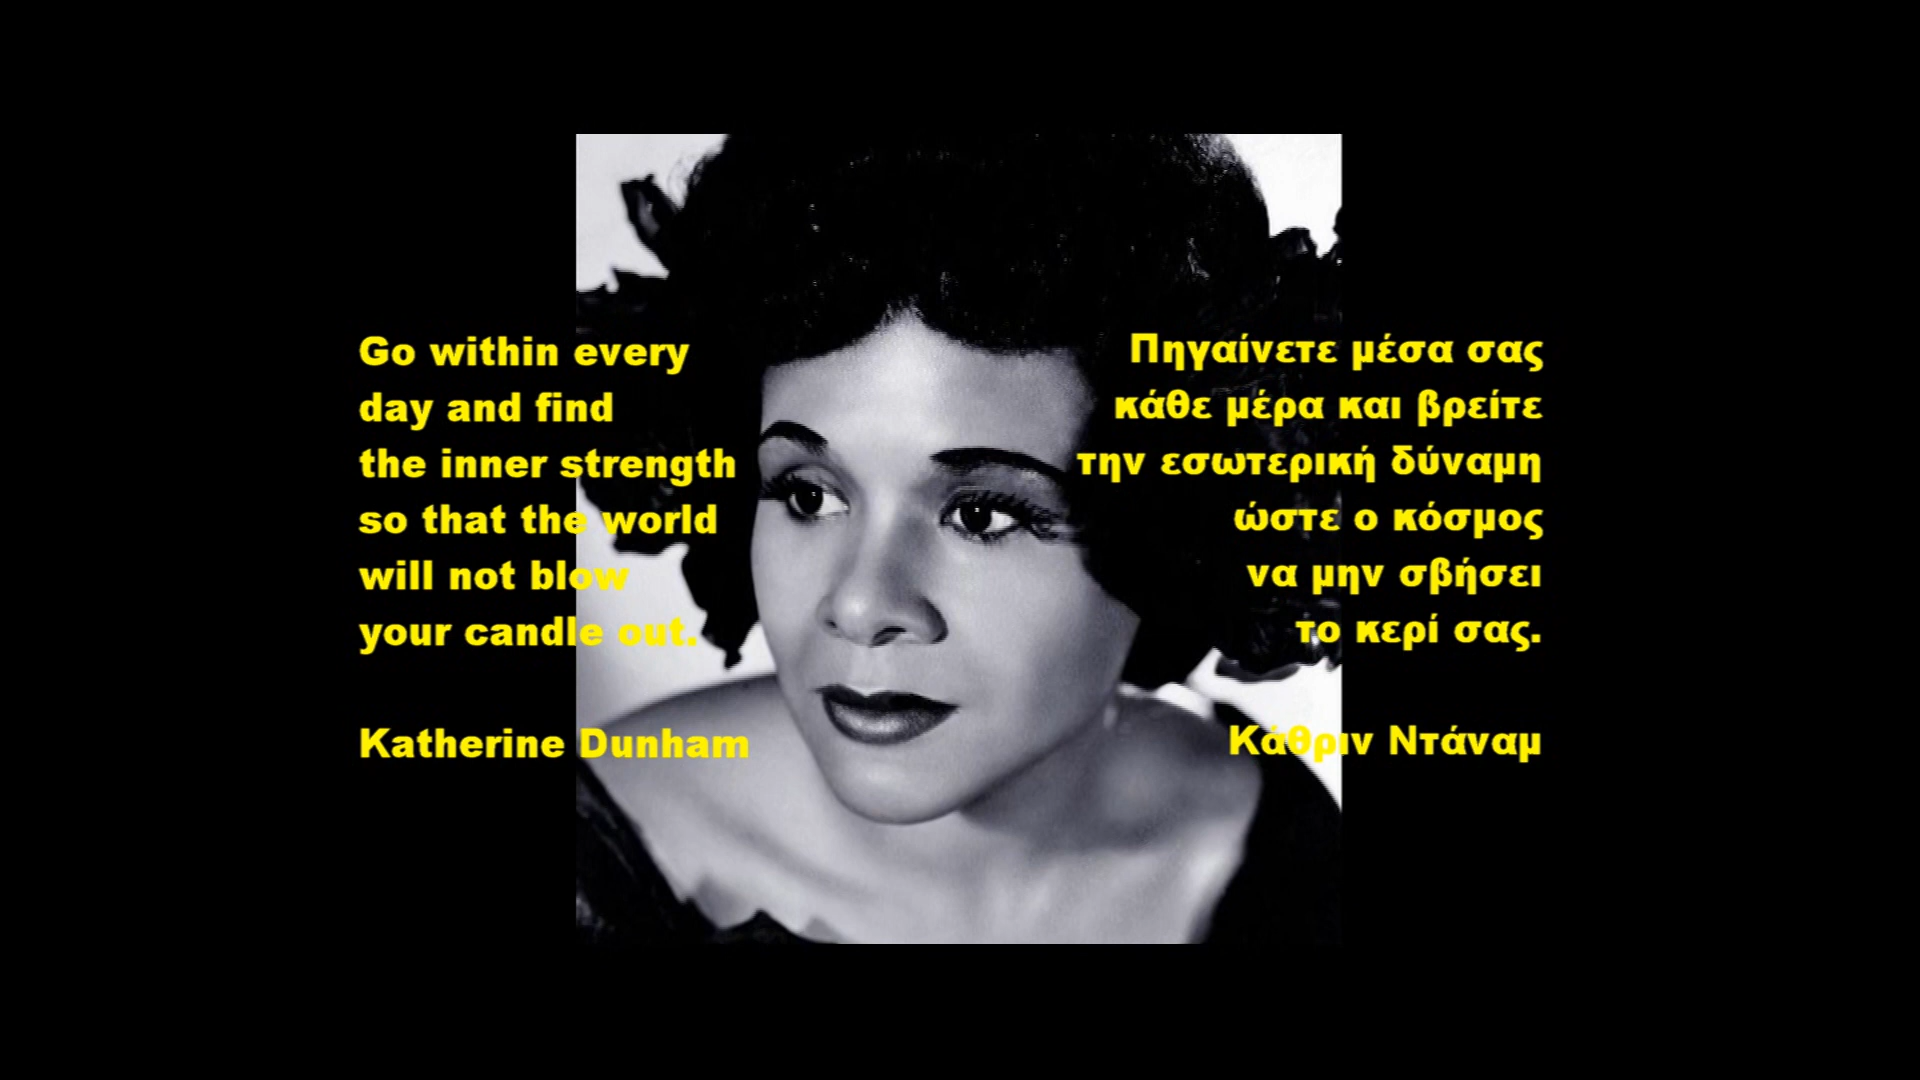 Go within every
day and find
the inner strength
so that the world
will not blow
your candle out.
Katherine Dunham
Πηγαίνετε μέσα σας
κάθε μέρα και βρείτε
την εσωτερική δύναμη
ώστε ο κόσμος
να μην σβήσει
το κερί σας.
Κάθριν Ντάναμ